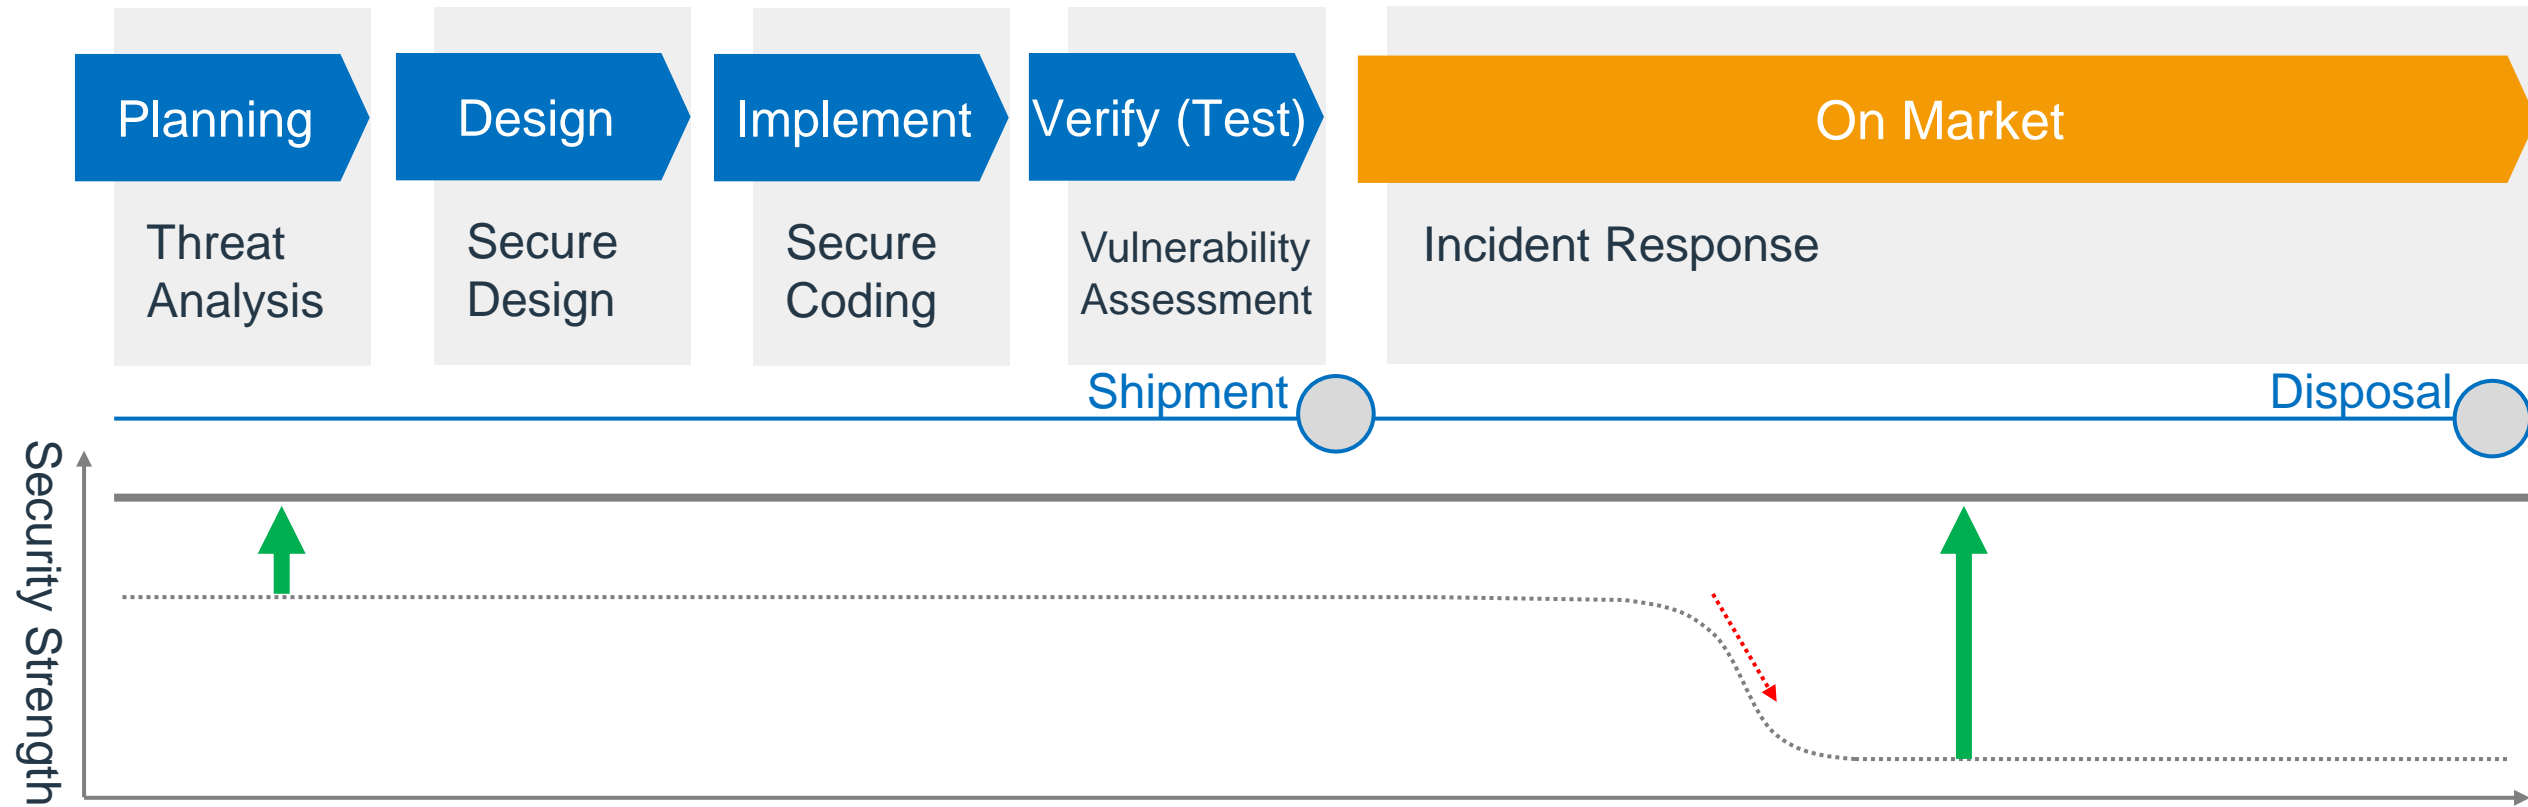 Planning
Design
Implement
Verify (Test)
On Market
Threat
Analysis
Secure
Design
Secure
Coding
Vulnerability
Assessment
Incident Response
Shipment
Disposal
Security Strength